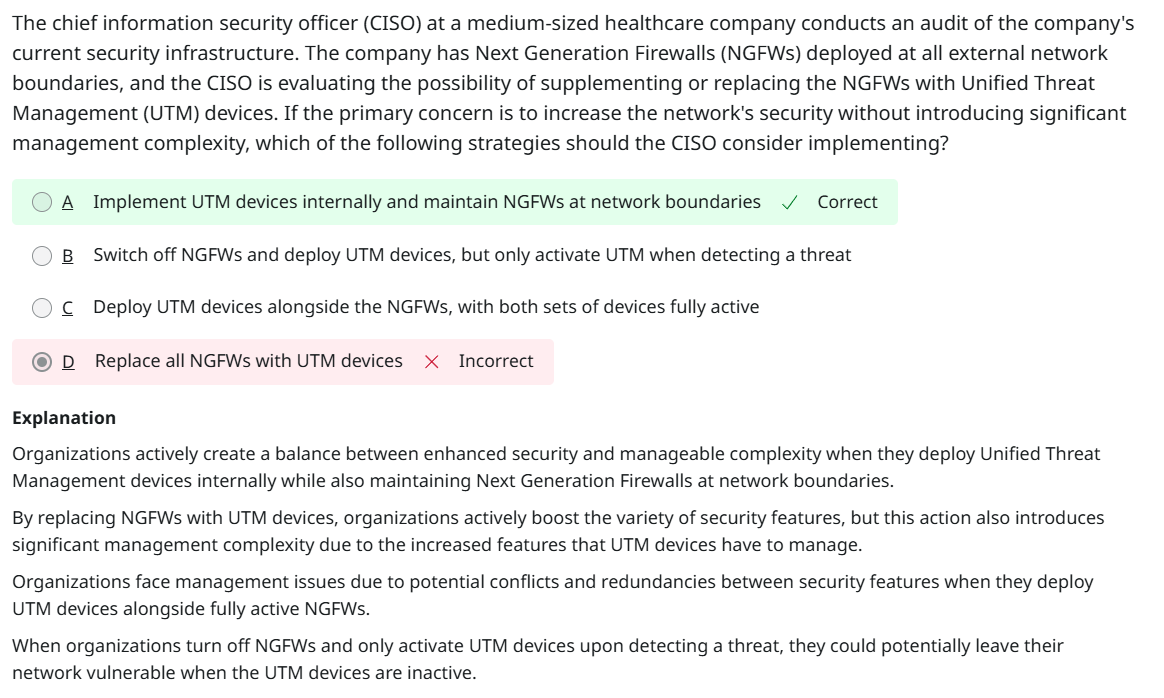 The chief information security officer (CISO) at a medium-sized healthcare company conducts an audit of the company's
current security infrastructure. The company has Next Generation Firewalls (NGFWs) deployed at all external network
boundaries, and the CISO is evaluating the possibility of supplementing or replacing the NGFWs with Unified Threat
Management (UTM) devices. If the primary concern is to increase the network's security without introducing significant
management complexity, which of the following strategies should the CISO consider implementing?
A Implement UTM devices internally and maintain NGFWs at network boundaries ✓ Correct
B Switch off NGFWs and deploy UTM devices, but only activate UTM when detecting a threat
C Deploy UTM devices alongside the NGFWs, with both sets of devices fully active
D Replace all NGFWs with UTM devices ✕ Incorrect
Explanation
Organizations actively create a balance between enhanced security and manageable complexity when they deploy Unified Threat
Management devices internally while also maintaining Next Generation Firewalls at network boundaries.
By replacing NGFWs with UTM devices, organizations actively boost the variety of security features, but this action also introduces
significant management complexity due to the increased features that UTM devices have to manage.
Organizations face management issues due to potential conflicts and redundancies between security features when they deploy
UTM devices alongside fully active NGFWs.
When organizations turn off NGFWs and only activate UTM devices upon detecting a threat, they could potentially leave their
network vulnerable when the UTM devices are inactive.